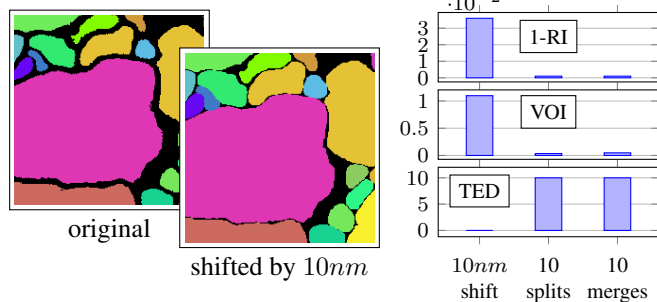 original
shifted by 10nm
·10⁻²
3
2
1
0
1-RI
1
0.5
0
VOI
10
5
0
TED
10nm 10 10
shift splits merges